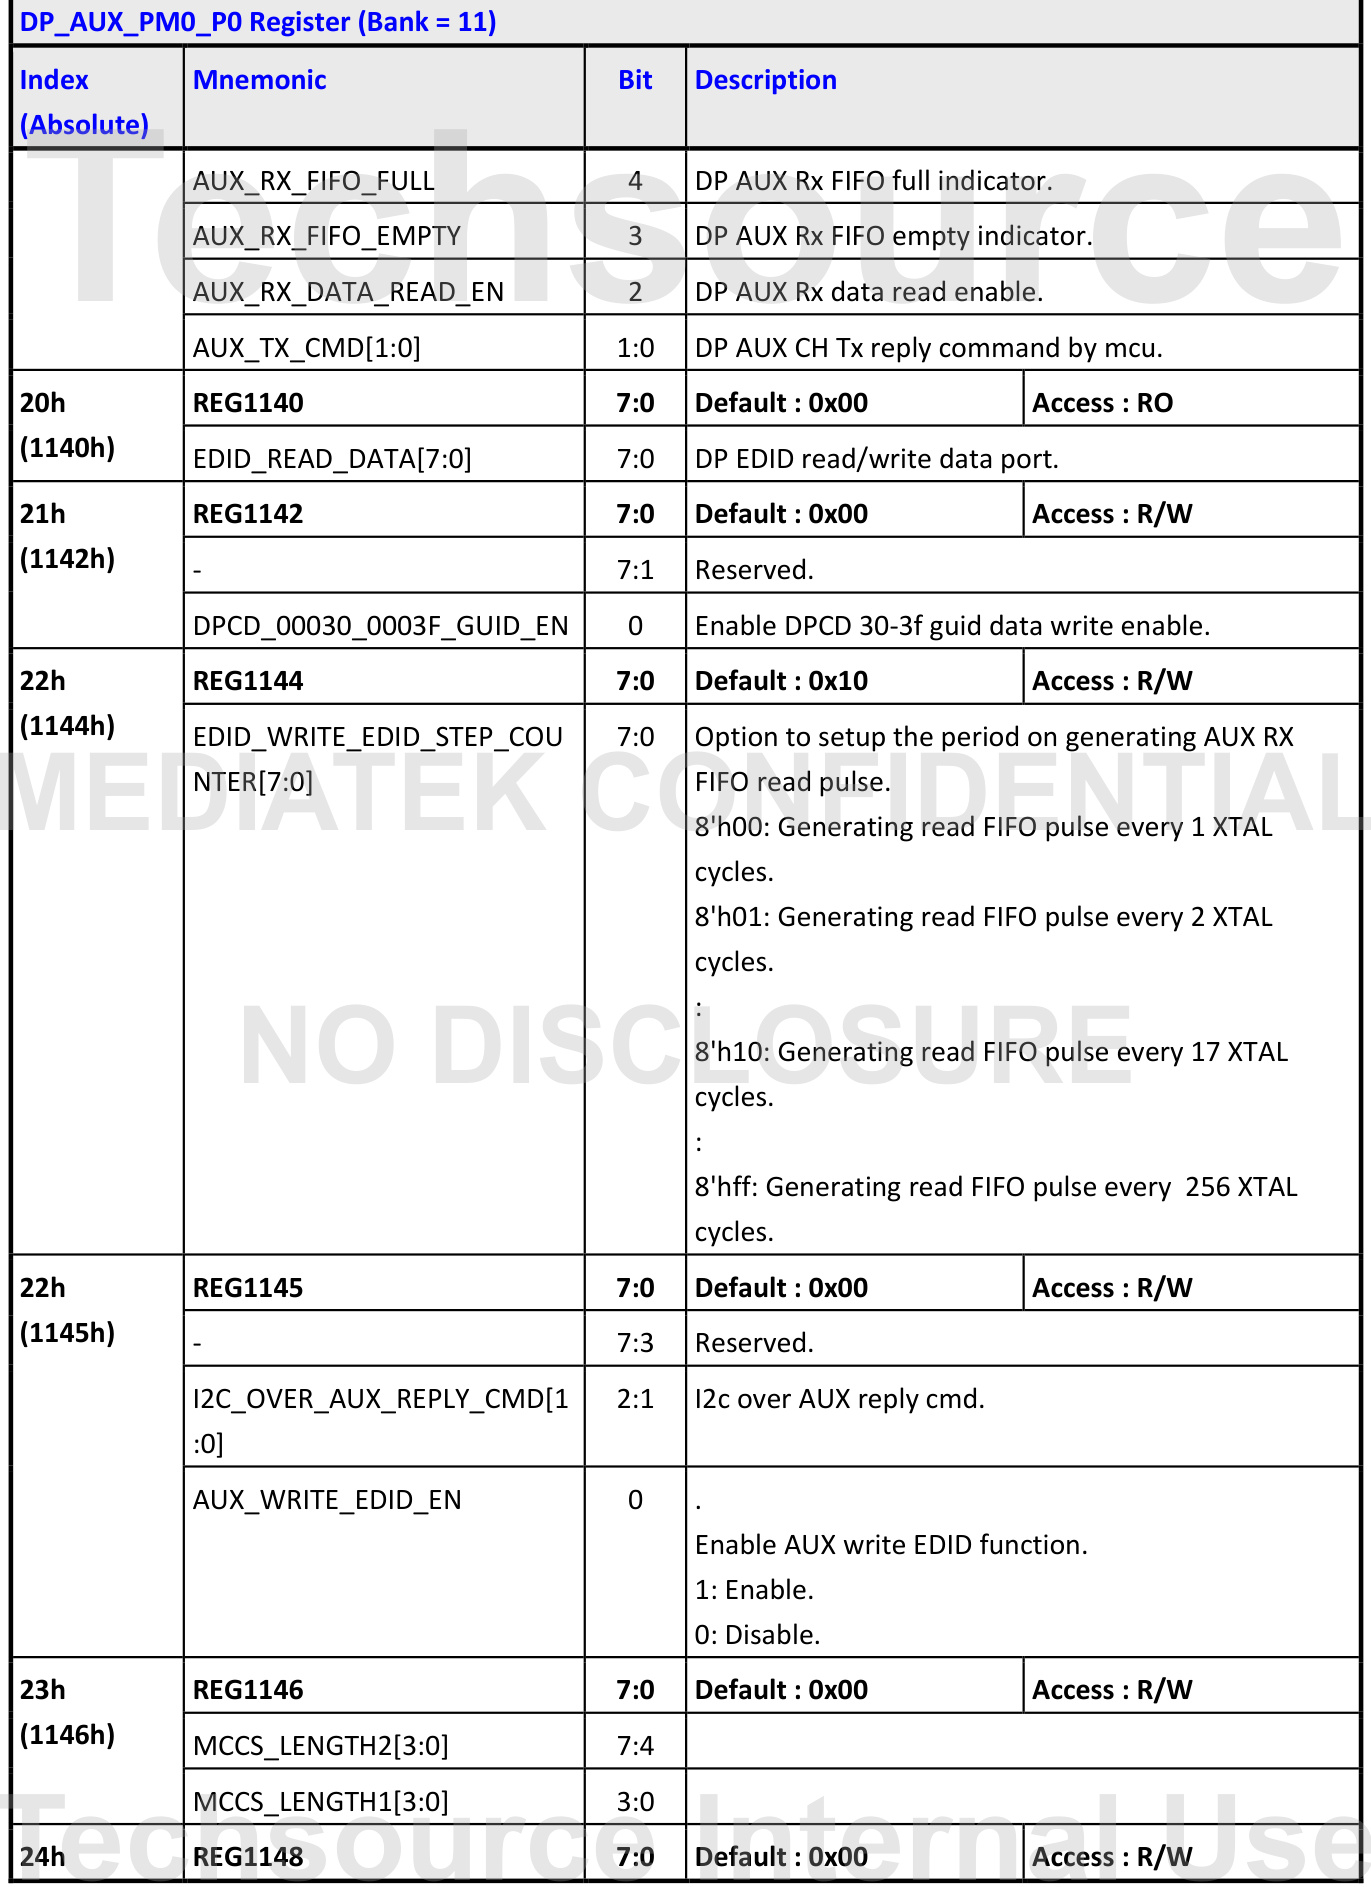 DP_AUX_PM0_P0 Register (Bank = 11)
Index (Absolute) Mnemonic Bit Description
AUX_RX_FIFO_FULL 4 DP AUX Rx FIFO full indicator.
AUX_RX_FIFO_EMPTY 3 DP AUX Rx FIFO empty indicator.
AUX_RX_DATA_READ_EN 2 DP AUX Rx data read enable.
Techsource
AUX_TX_CMD[1:0] 1:0 DP AUX CH Tx reply command by mcu.
20h REG1140 7:0 Default : 0x00 Access : RO
(1140h)
EDID_READ_DATA[7:0] 7:0 DP EDID read/write data port.
21h REG1142 7:0 Default : 0x00 Access : R/W
(1142h)
- 7:1 Reserved.
DPCD_00030_0003F_GUID_EN 0 Enable DPCD 30-3f guid data write enable.
22h REG1144 7:0 Default : 0x10 Access : R/W
(1144h)
EDID_WRITE_EDID_STEP_COU 7:0 Option to setup the period on generating AUX RX
NTER[7:0] FIFO read pulse.
MEDIATEK CONFIDENTIAL
8'h00: Generating read FIFO pulse every 1 XTAL
cycles.
8'h01: Generating read FIFO pulse every 2 XTAL
cycles.
:
NO DISCLOSURE
8'h10: Generating read FIFO pulse every 17 XTAL
cycles.
:
8'hff: Generating read FIFO pulse every  256 XTAL
cycles.
22h REG1145 7:0 Default : 0x00 Access : R/W
(1145h)
- 7:3 Reserved.
I2C_OVER_AUX_REPLY_CMD[1 2:1 I2c over AUX reply cmd.
:0]
AUX_WRITE_EDID_EN 0 .
Enable AUX write EDID function.
1: Enable.
0: Disable.
23h REG1146 7:0 Default : 0x00 Access : R/W
(1146h)
MCCS_LENGTH2[3:0] 7:4
MCCS_LENGTH1[3:0] 3:0
Techsource Internal Use
24h REG1148 7:0 Default : 0x00 Access : R/W